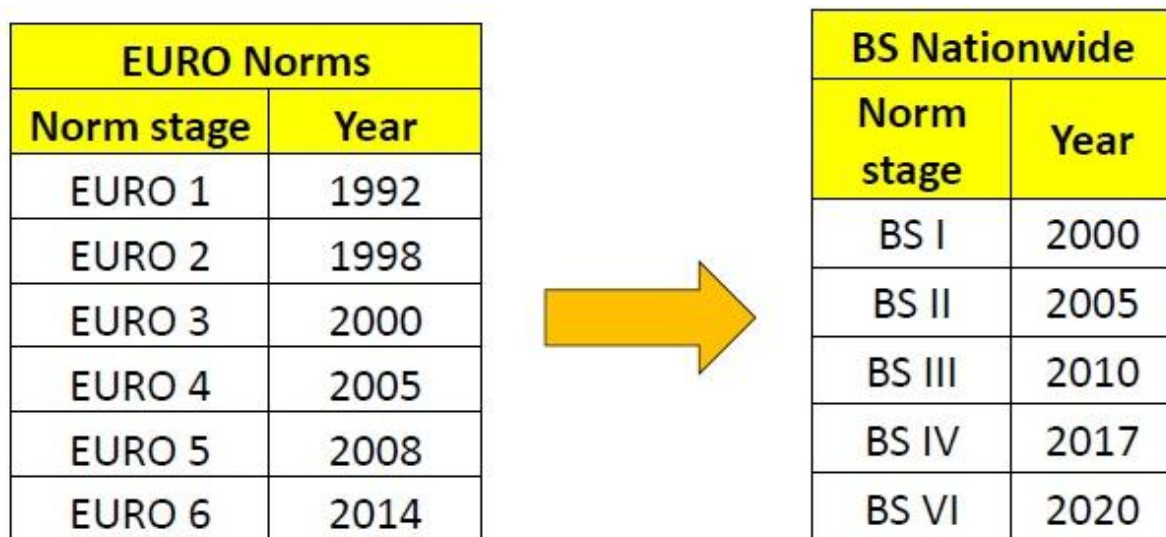 EURO Norms
Norm stage Year
EURO 1 1992
EURO 2 1998
EURO 3 2000
EURO 4 2005
EURO 5 2008
EURO 6 2014
BS Nationwide
Norm
stage Year
BS I 2000
BS II 2005
BS III 2010
BS IV 2017
BS VI 2020